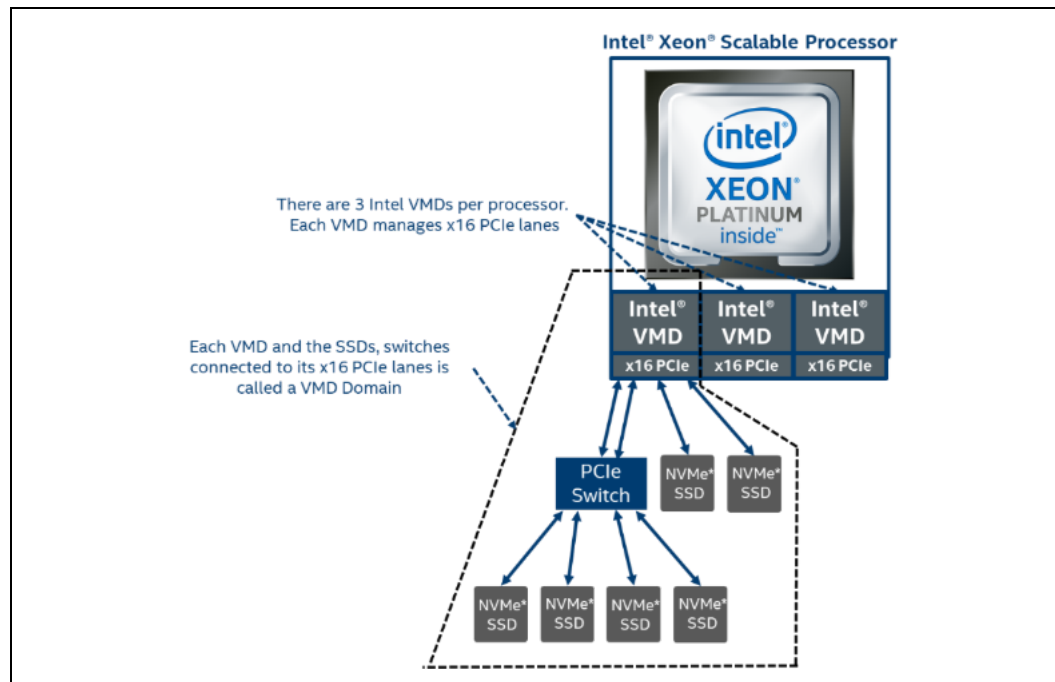 Intel® Xeon® Scalable Processor
intel®
XEON®
PLATINUM
inside™
There are 3 Intel VMDs per processor.
Each VMD manages x16 PCIe lanes
Intel®
VMD
x16 PCIe
Intel®
VMD
x16 PCIe
Intel®
VMD
x16 PCIe
Each VMD and the SSDs, switches
connected to its x16 PCIe lanes is
called a VMD Domain
PCIe
Switch
NVMe*
SSD
NVMe*
SSD
NVMe*
SSD
NVMe*
SSD
NVMe*
SSD
NVMe*
SSD